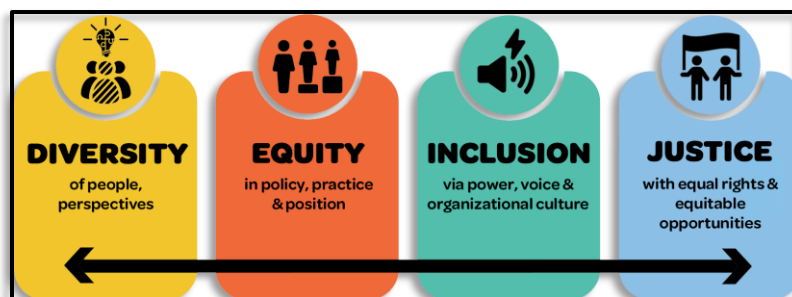 DIVERSITY
of people,
perspectives
EQUITY
in policy, practice
& position
INCLUSION
via power, voice &
organizational culture
JUSTICE
with equal rights &
equitable
opportunities